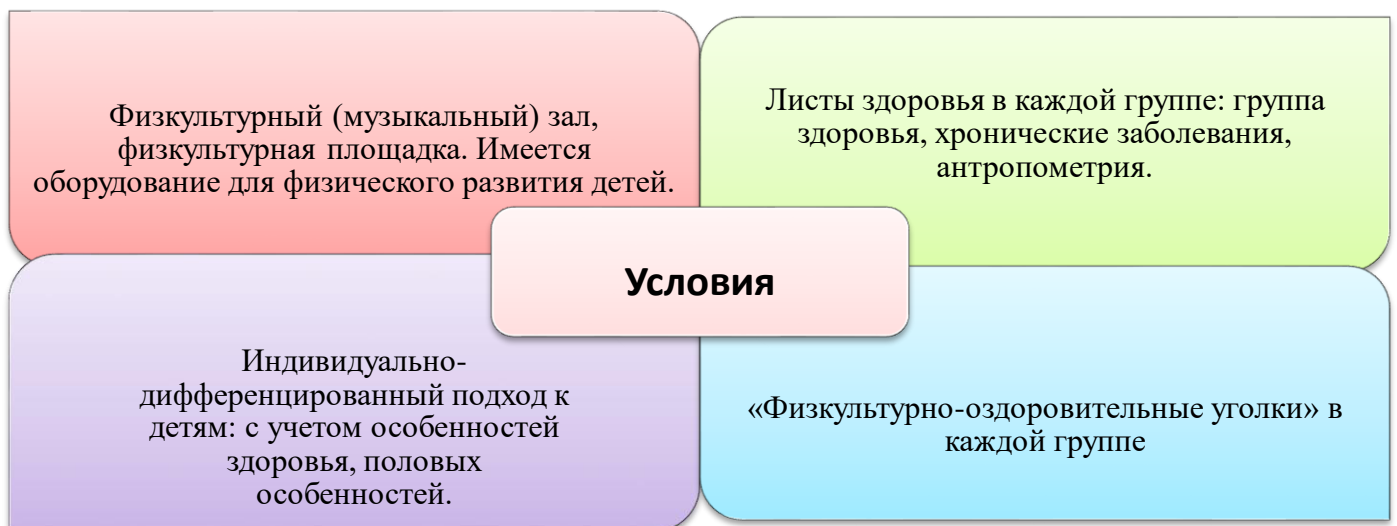 Физкультурный (музыкальный) зал,
физкультурная площадка. Имеется
оборудование для физического развития детей.
Листы здоровья в каждой группе: группа
здоровья, хронические заболевания,
антропометрия.
Условия
Индивидуально-
дифференцированный подход к
детям: с учетом особенностей
здоровья, половых
особенностей.
«Физкультурно-оздоровительные уголки» в
каждой группе